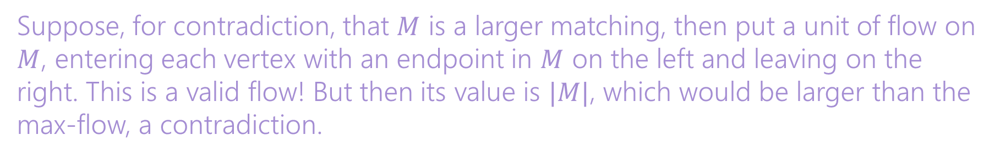 Suppose, for contradiction, that M is a larger matching, then put a unit of flow on
M, entering each vertex with an endpoint in M on the left and leaving on the
right. This is a valid flow! But then its value is |M|, which would be larger than the
max-flow, a contradiction.